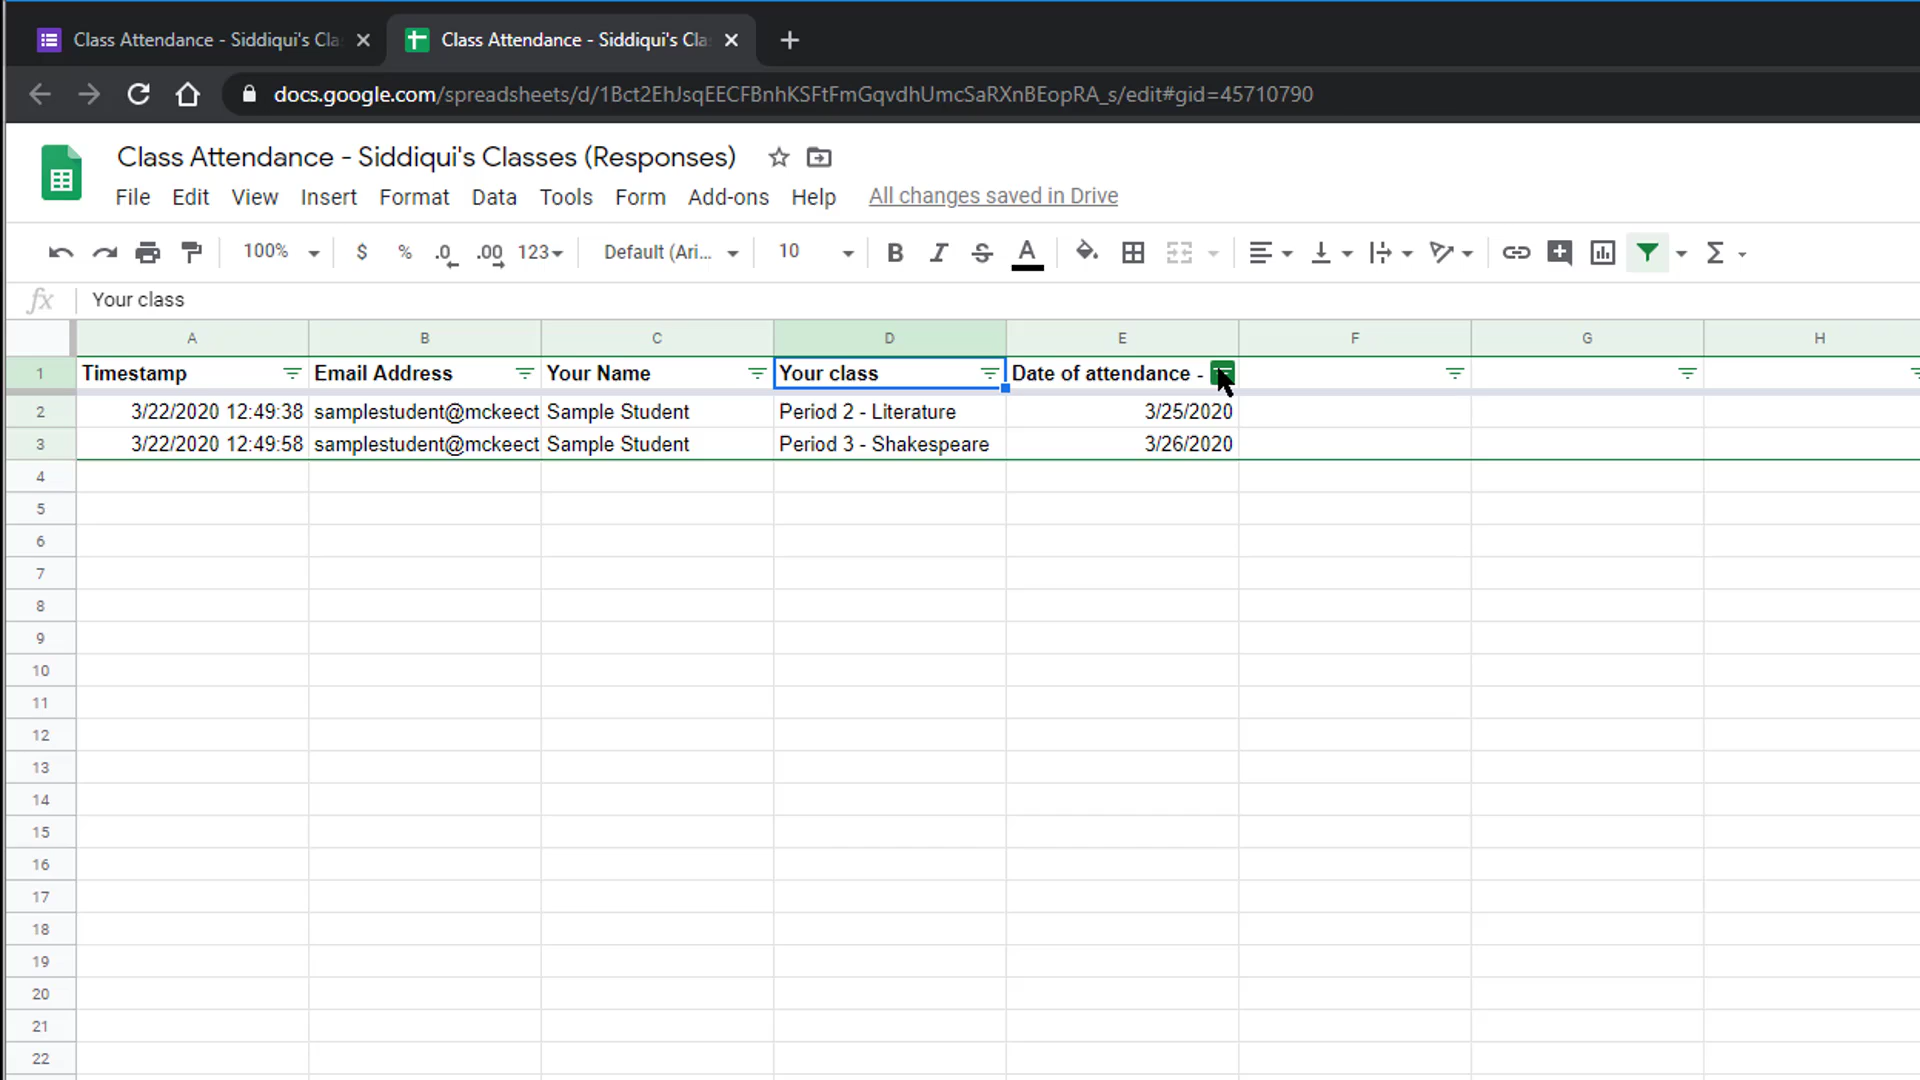 Class Attendance - Siddiqui's Cla
Class Attendance - Siddiqui's Cla
docs.google.com/spreadsheets/d/1Bct2EhJsqEECFBnhKSFtFmGqvdhUmcSaRXnBEopRA_s/edit#gid=45710790
Class Attendance - Siddiqui's Classes (Responses)
File Edit View Insert Format Data Tools Form Add-ons Help All changes saved in Drive
100% $ % .0 .00 123 Default (Ari... 10 B I S A Σ
fx Your class
A B C D E F G H
1 Timestamp Email Address Your Name Your class Date of attendance -
2 3/22/2020 12:49:38 samplestudent@mckeect Sample Student Period 2 - Literature 3/25/2020
3 3/22/2020 12:49:58 samplestudent@mckeect Sample Student Period 3 - Shakespeare 3/26/2020
4
5
6
7
8
9
10
11
12
13
14
15
16
17
18
19
20
21
22